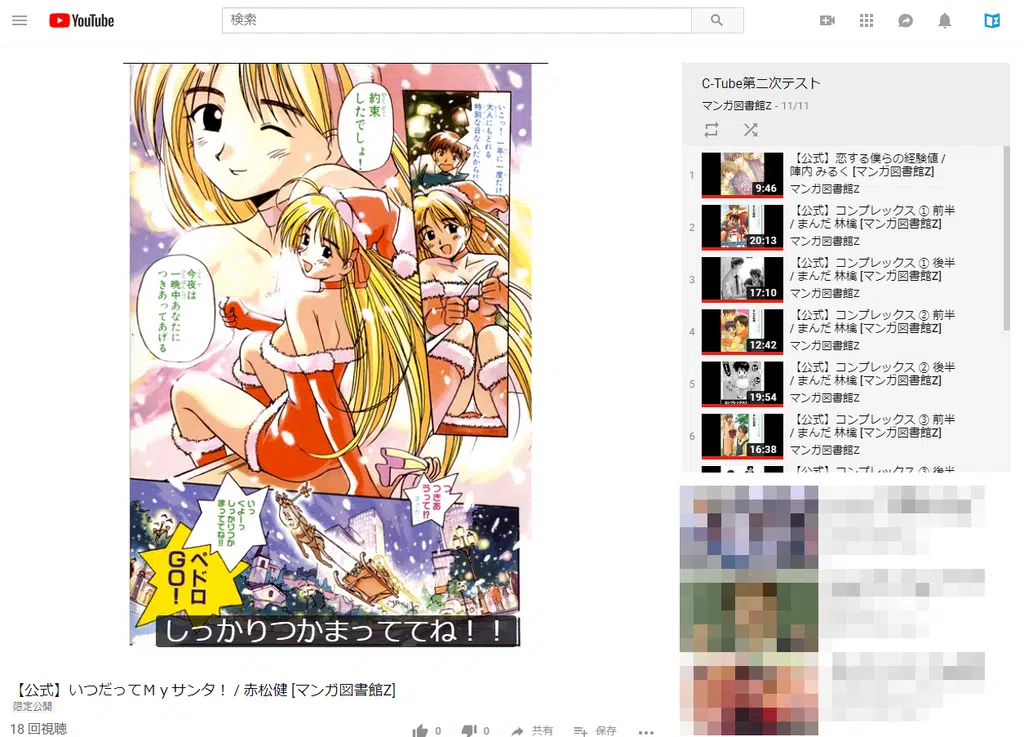 YouTube
検索
約束
したでしょ！
いこっ！ 一年に一度だけ
大人にもどれる
特別な日なんだから!!
今夜は
一晩中あなたに
つきあってあげる
つ
つきあ
うって!?
いっ
くよーっ
しっかりつか
まっててね!!
ペドロ
GO!
しっかりつかまっててね！！
【公式】いつだってＭｙサンタ！ / 赤松健 [マンガ図書館Z]
限定公開
18 回視聴
0
0
共有
保存
C-Tube第二次テスト
マンガ図書館Z - 11/11
1
9:46
【公式】恋する僕らの経験値 /
陣内 みるく [マンガ図書館Z]
マンガ図書館Z
2
20:13
【公式】コンプレックス ① 前半
/ まんだ 林檎 [マンガ図書館Z]
マンガ図書館Z
3
17:10
【公式】コンプレックス ① 後半
/ まんだ 林檎 [マンガ図書館Z]
マンガ図書館Z
4
12:42
【公式】コンプレックス ② 前半
/ まんだ 林檎 [マンガ図書館Z]
マンガ図書館Z
5
19:54
【公式】コンプレックス ② 後半
/ まんだ 林檎 [マンガ図書館Z]
マンガ図書館Z
6
16:38
【公式】コンプレックス ③ 前半
/ まんだ 林檎 [マンガ図書館Z]
マンガ図書館Z
【公式】コンプレックス ③ 後半